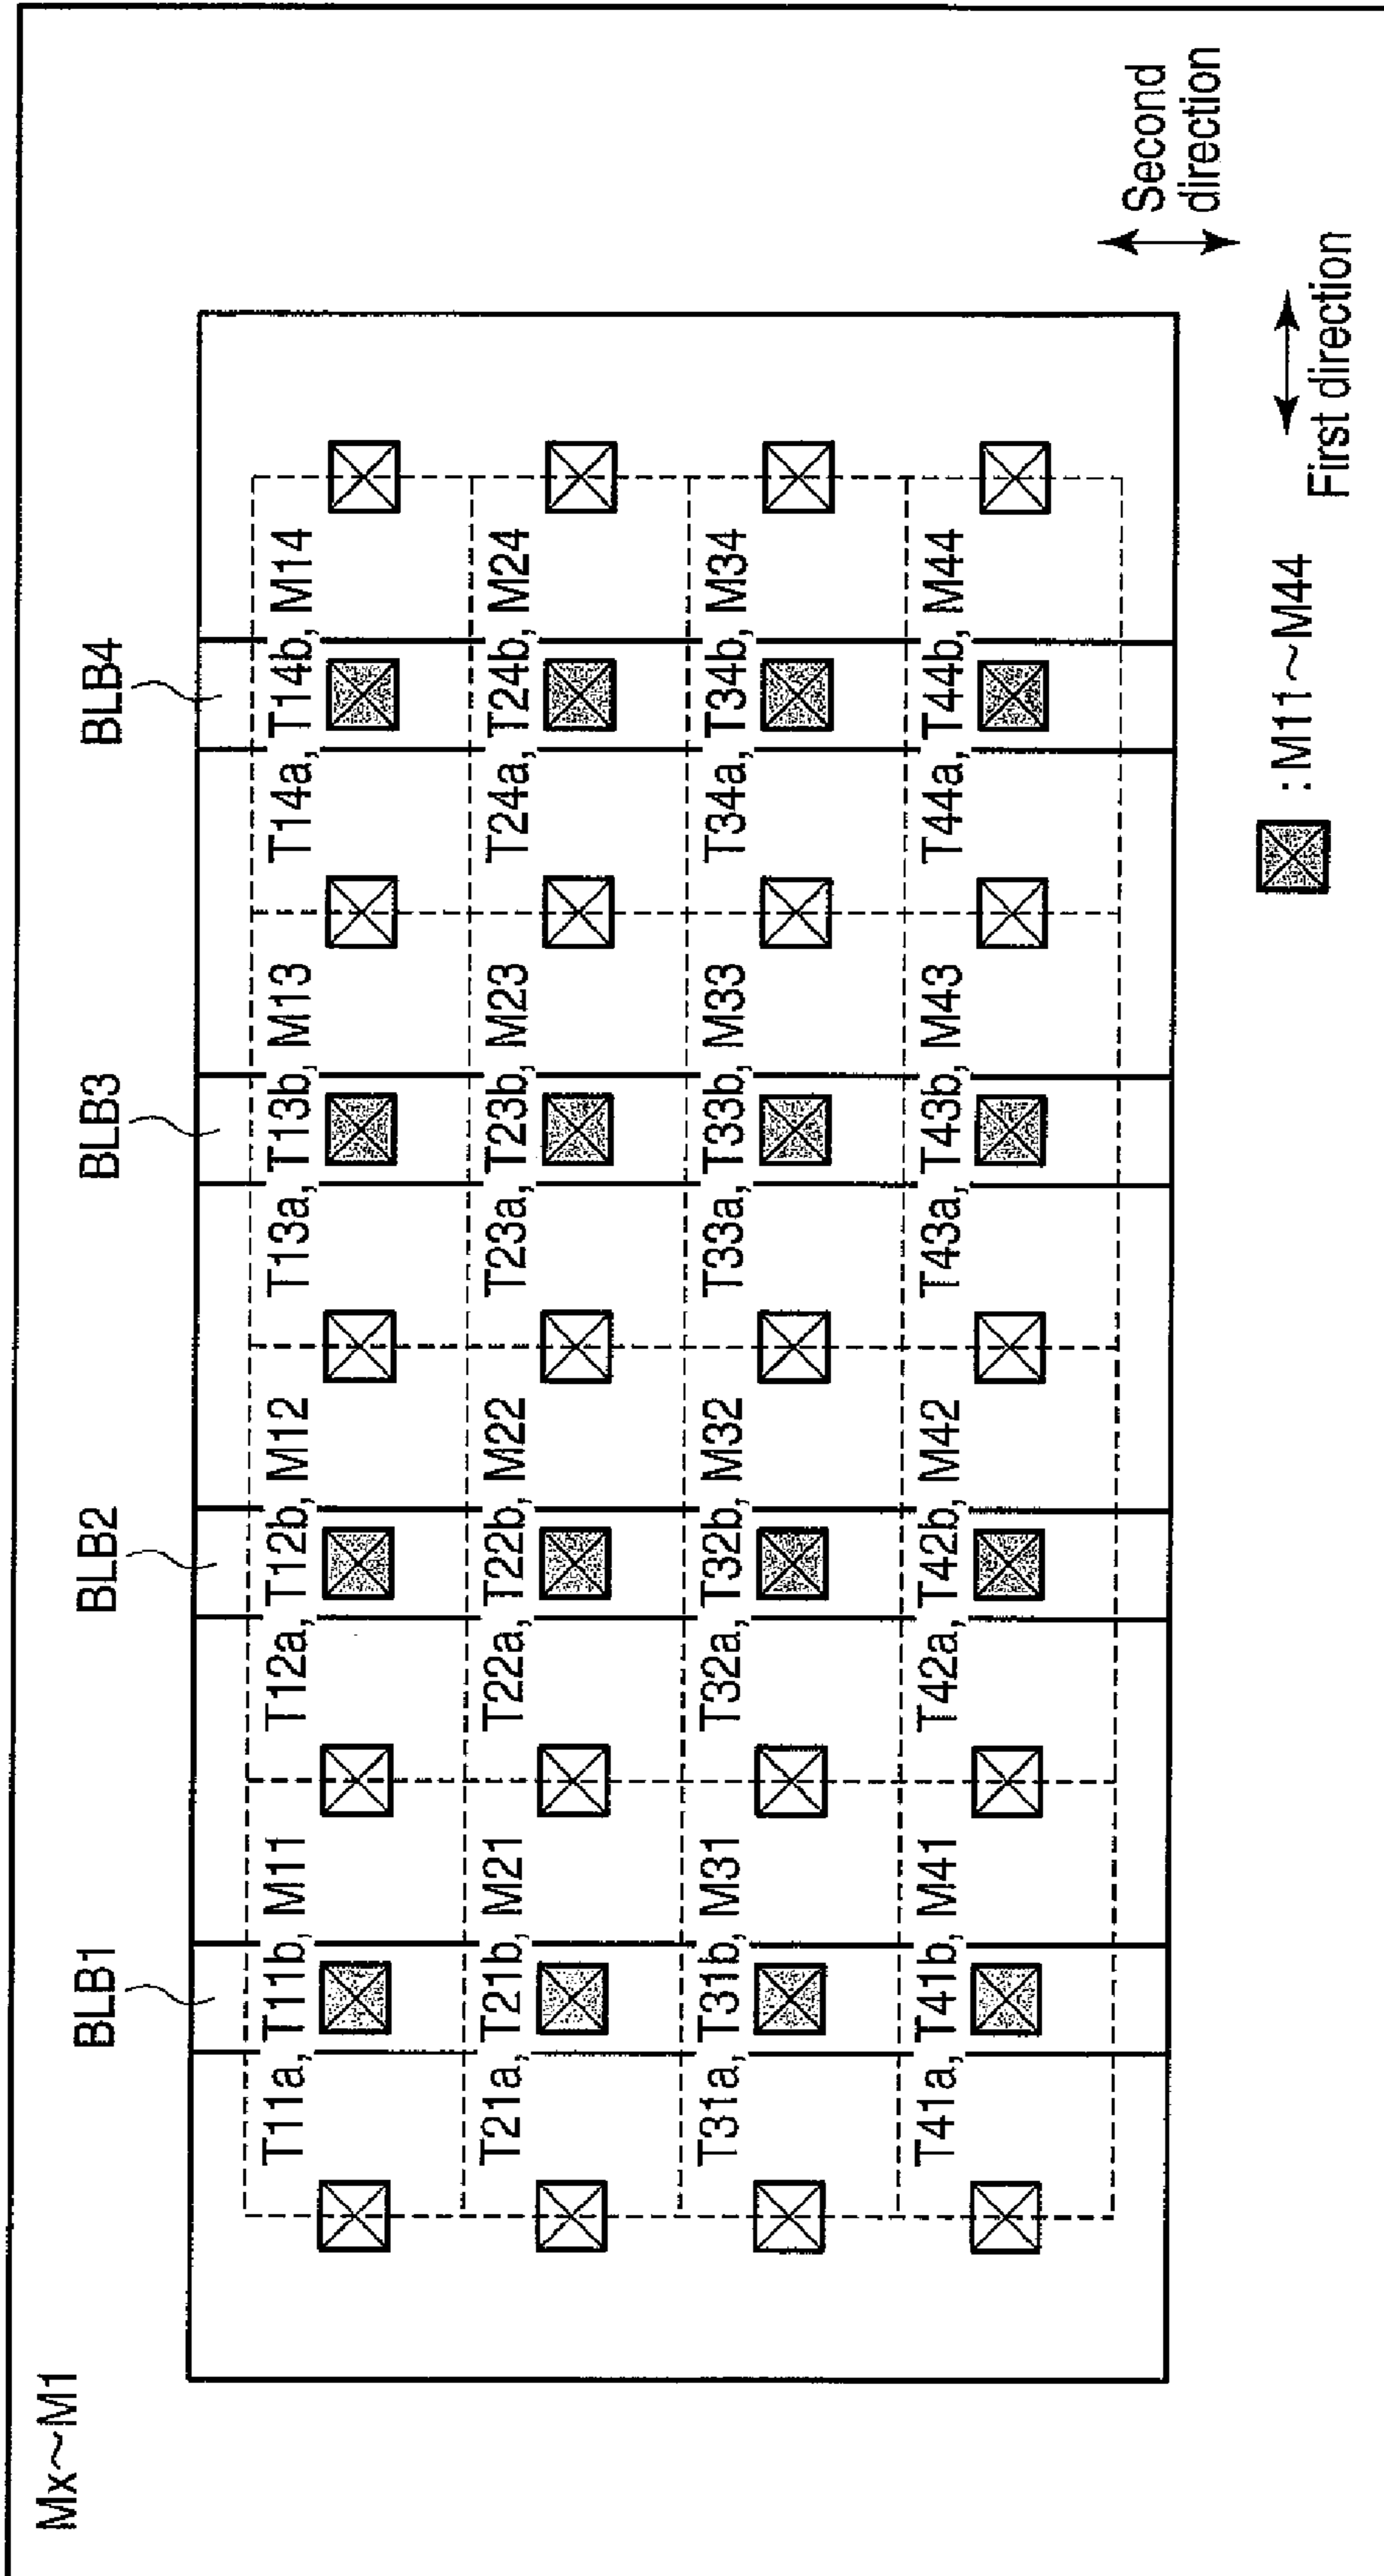 Mx~M1
BLB1
BLB2
BLB3
BLB4
T11a, T11b, M11
T12a, T12b, M12
T13a, T13b, M13
T14a, T14b, M14
T21a, T21b, M21
T22a, T22b, M22
T23a, T23b, M23
T24a, T24b, M24
T31a, T31b, M31
T32a, T32b, M32
T33a, T33b, M33
T34a, T34b, M34
T41a, T41b, M41
T42a, T42b, M42
T43a, T43b, M43
T44a, T44b, M44
Second
direction
: M11~M44
First direction